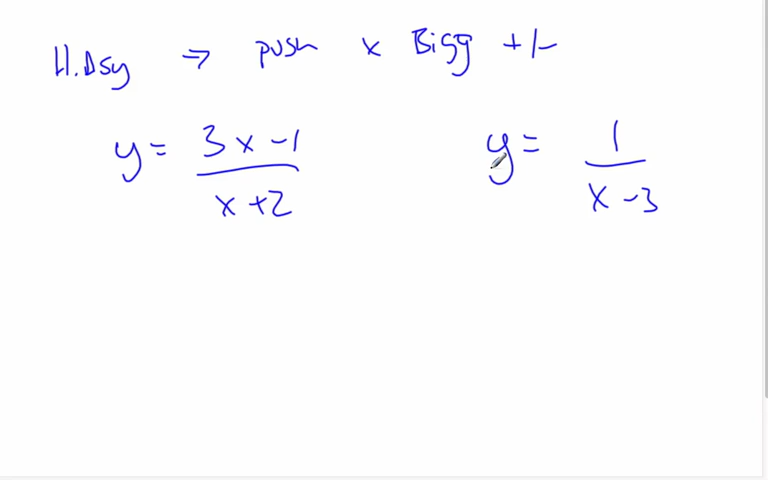 H.Asy ⇒ push x Bigg +/-
y = (3x - 1)/(x + 2) y = 1/(x - 3)